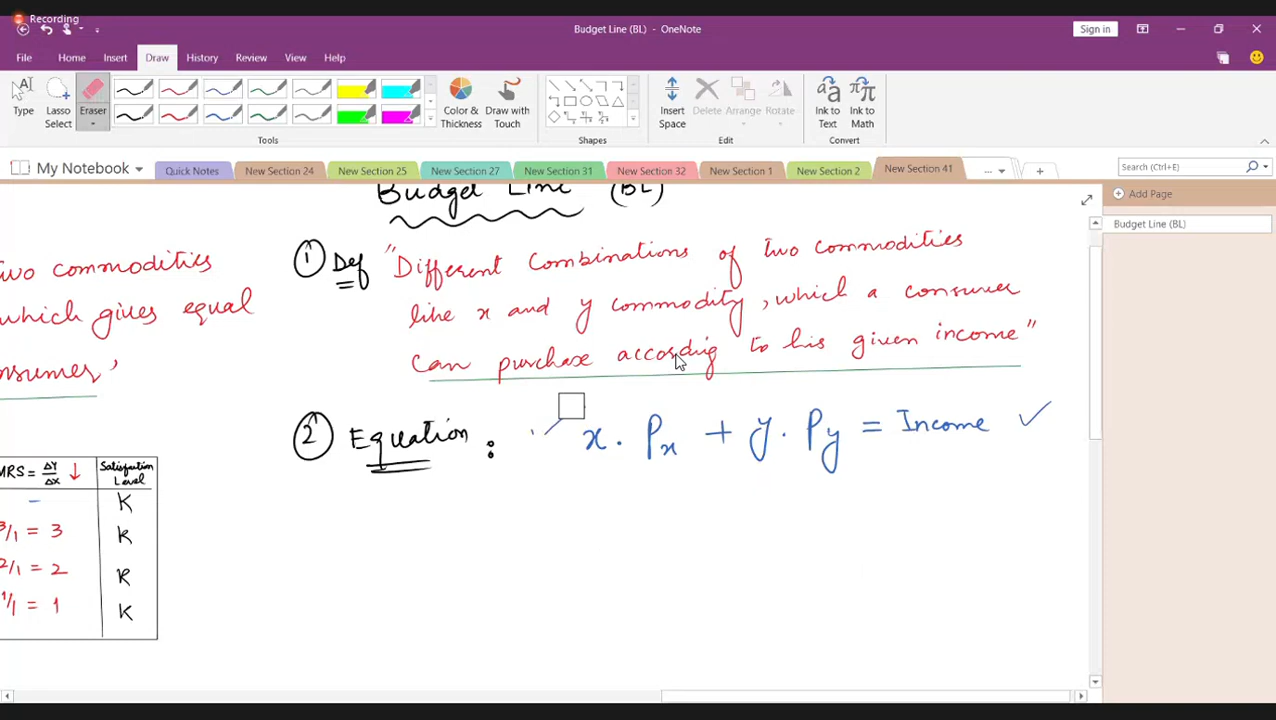 Recording
Budget Line (BL) - OneNote
Sign in
File Home Insert Draw View History Review View Help
Type
Lasso Select
Eraser
Color & Thickness
Draw with Touch
Insert Space
Delete
Arrange
Rotate
Ink to Text
Ink to Math
Tools
Shapes
Edit
Convert
My Notebook
Quick Notes
New Section 24
New Section 25
New Section 27
New Section 31
New Section 32
New Section 1
New Section 2
New Section 41
...
Search (Ctrl+E)
Add Page
Budget Line (BL)
Budget Line (BL)
two commodities
which gives equal
nsumer,
MRS = ΔY/ΔX ↓
Satisfaction Level
- K
3/1 = 3 K
2/1 = 2 K
1/1 = 1 K
① Def "Different Combinations of two commodities
like x and y commodity, which a consumer
can purchase according to his given income"
② Equation : x. Px + y. Py = Income ✓